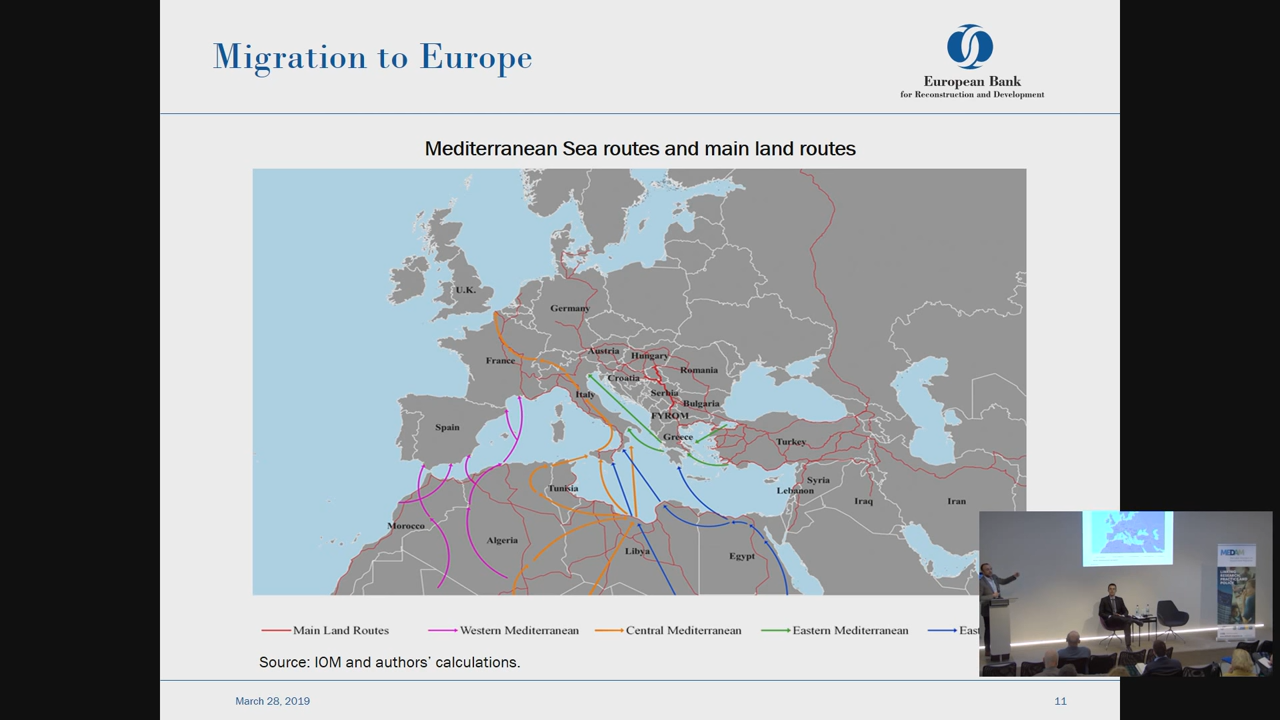 Migration to Europe
European Bank
for Reconstruction and Development
Mediterranean Sea routes and main land routes
U.K.
Germany
France
Austria
Hungary
Romania
Croatia
Italy
Serbia
Bulgaria
FYROM
Spain
Greece
Turkey
Syria
Lebanon
Iraq
Iran
Tunisia
Morocco
Algeria
Libya
Egypt
Main Land Routes
Western Mediterranean
Central Mediterranean
Eastern Mediterranean
East
Source: IOM and authors' calculations.
March 28, 2019
11